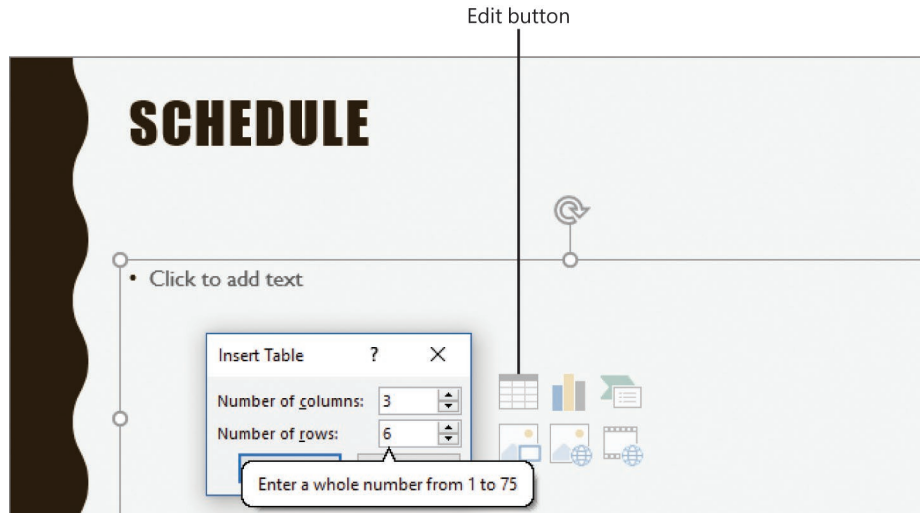 Edit button
SCHEDULE
• Click to add text
Insert Table ?
Number of columns: 3
Number of rows: 6
Enter a whole number from 1 to 75